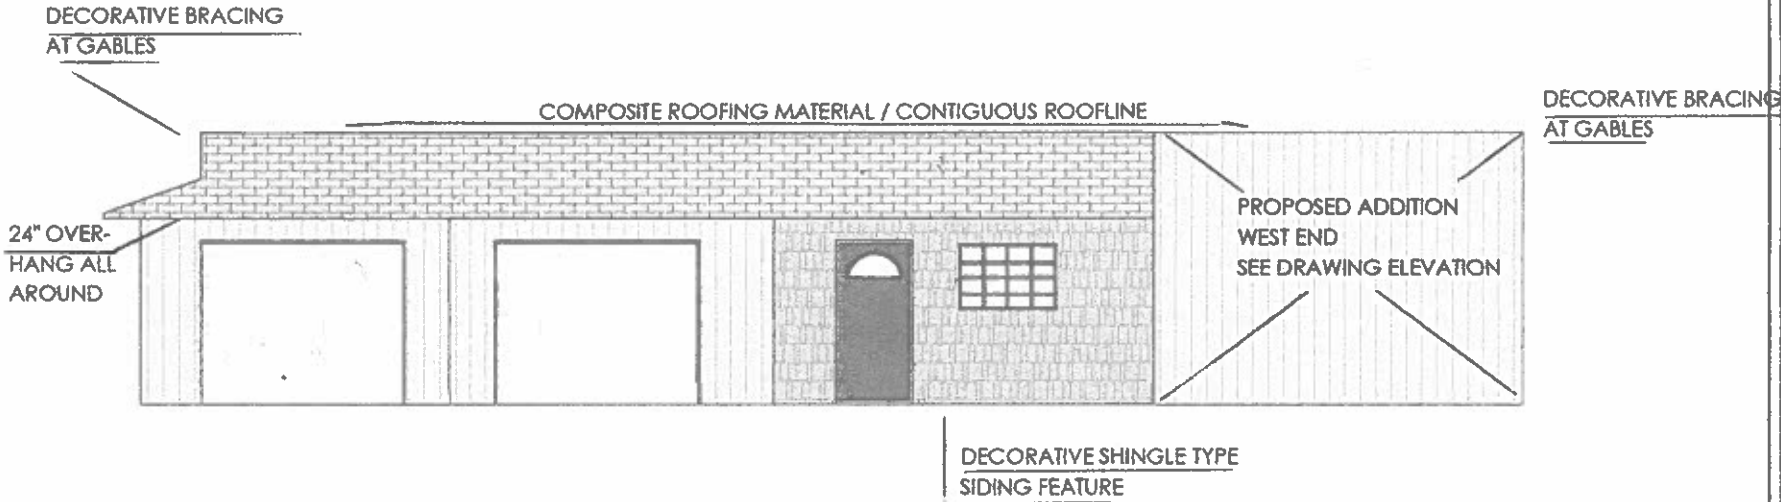 DECORATIVE BRACING
AT GABLES
COMPOSITE ROOFING MATERIAL / CONTIGUOUS ROOFLINE
DECORATIVE BRACING
AT GABLES
24" OVER-
HANG ALL
AROUND
PROPOSED ADDITION
WEST END
SEE DRAWING ELEVATION
DECORATIVE SHINGLE TYPE
SIDING FEATURE